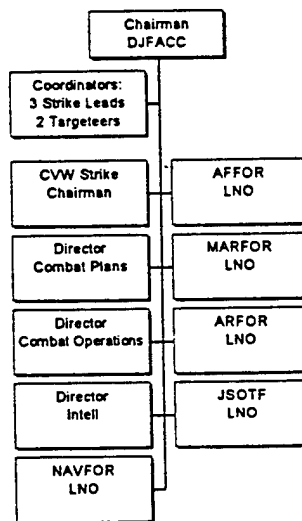 Chairman
DJFACC
Coordinators:
3 Strike Leads
2 Targeteers
CVW Strike
Chairman
AFFOR
LNO
Director
Combat Plans
MARFOR
LNO
Director
Combat Operations
ARFOR
LNO
Director
Intell
JSOTF
LNO
NAVFOR
LNO